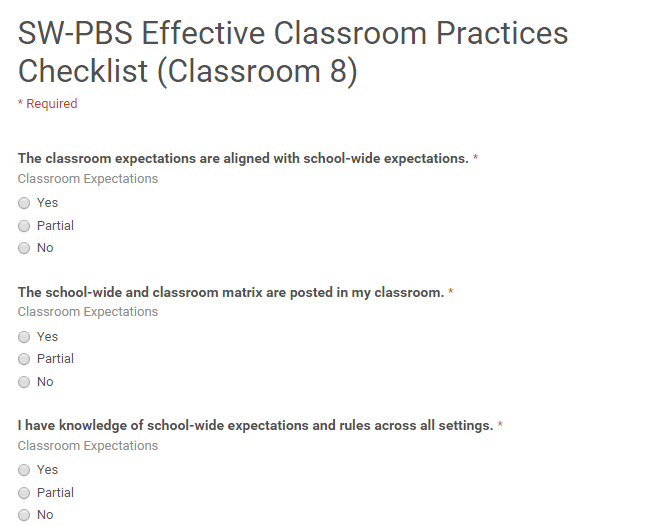 SW-PBS Effective Classroom Practices
Checklist (Classroom 8)
* Required
The classroom expectations are aligned with school-wide expectations. *
Classroom Expectations
Yes
Partial
No
The school-wide and classroom matrix are posted in my classroom. *
Classroom Expectations
Yes
Partial
No
I have knowledge of school-wide expectations and rules across all settings. *
Classroom Expectations
Yes
Partial
No